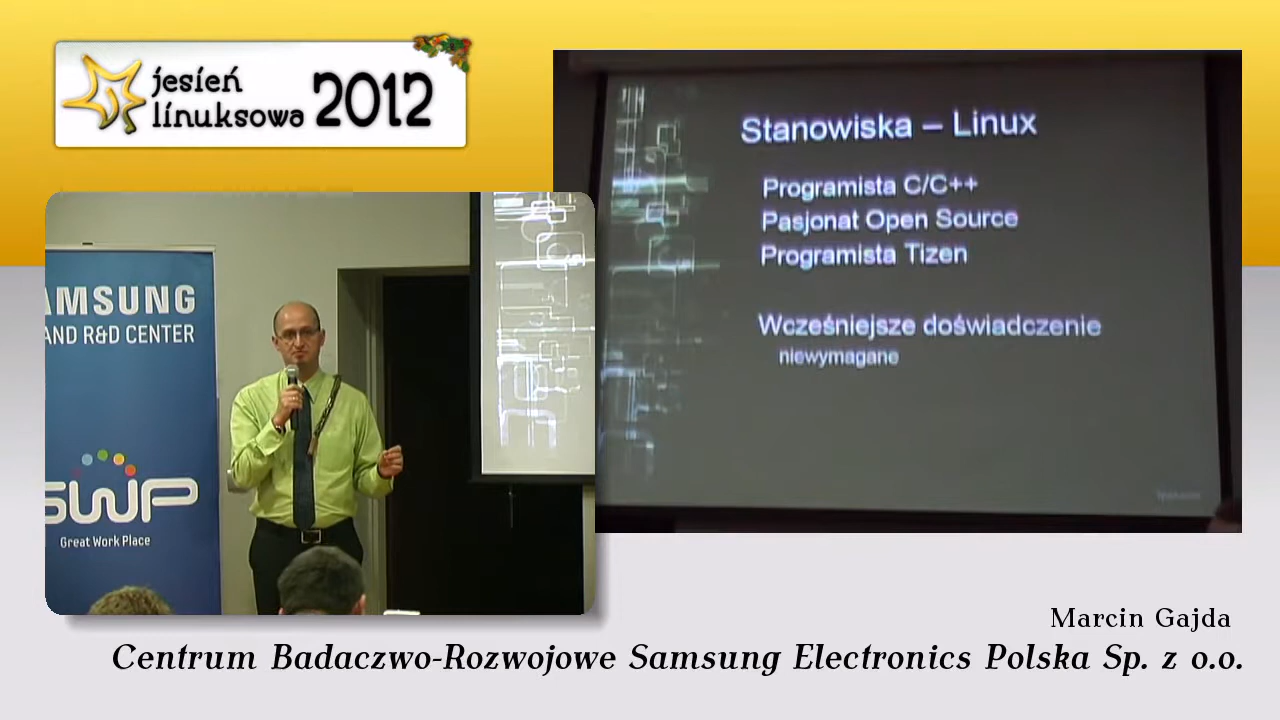 jesień
linuksowa 2012
Stanowiska – Linux
Programista C/C++
Pasjonat Open Source
Programista Tizen
Wcześniejsze doświadczenie
niewymagane
AMSUNG
AND R&D CENTER
SWP
Great Work Place
Marcin Gajda
Centrum Badaczwo-Rozwojowe Samsung Electronics Polska Sp. z o.o.